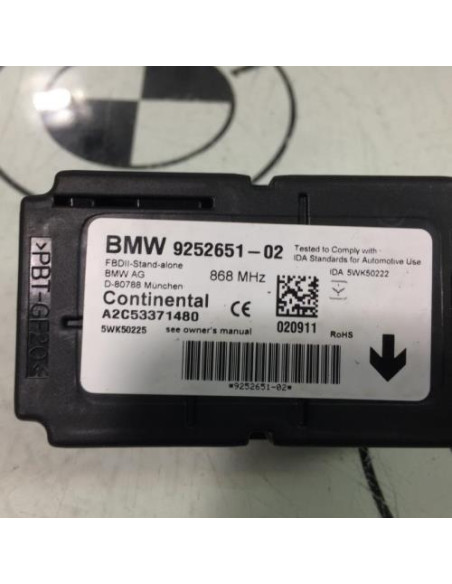 BMW 9252651-02
FBDII-Stand-alone
BMW AG
D-80788 München
868 MHz
Tested to Comply with
IDA Standards for Automotive Use
IDA 5WK50222
Continental
A2C53371480
5WK50225
see owner's manual
CE
020911
RoHS
*9252651-02*
>PBT-GF20<